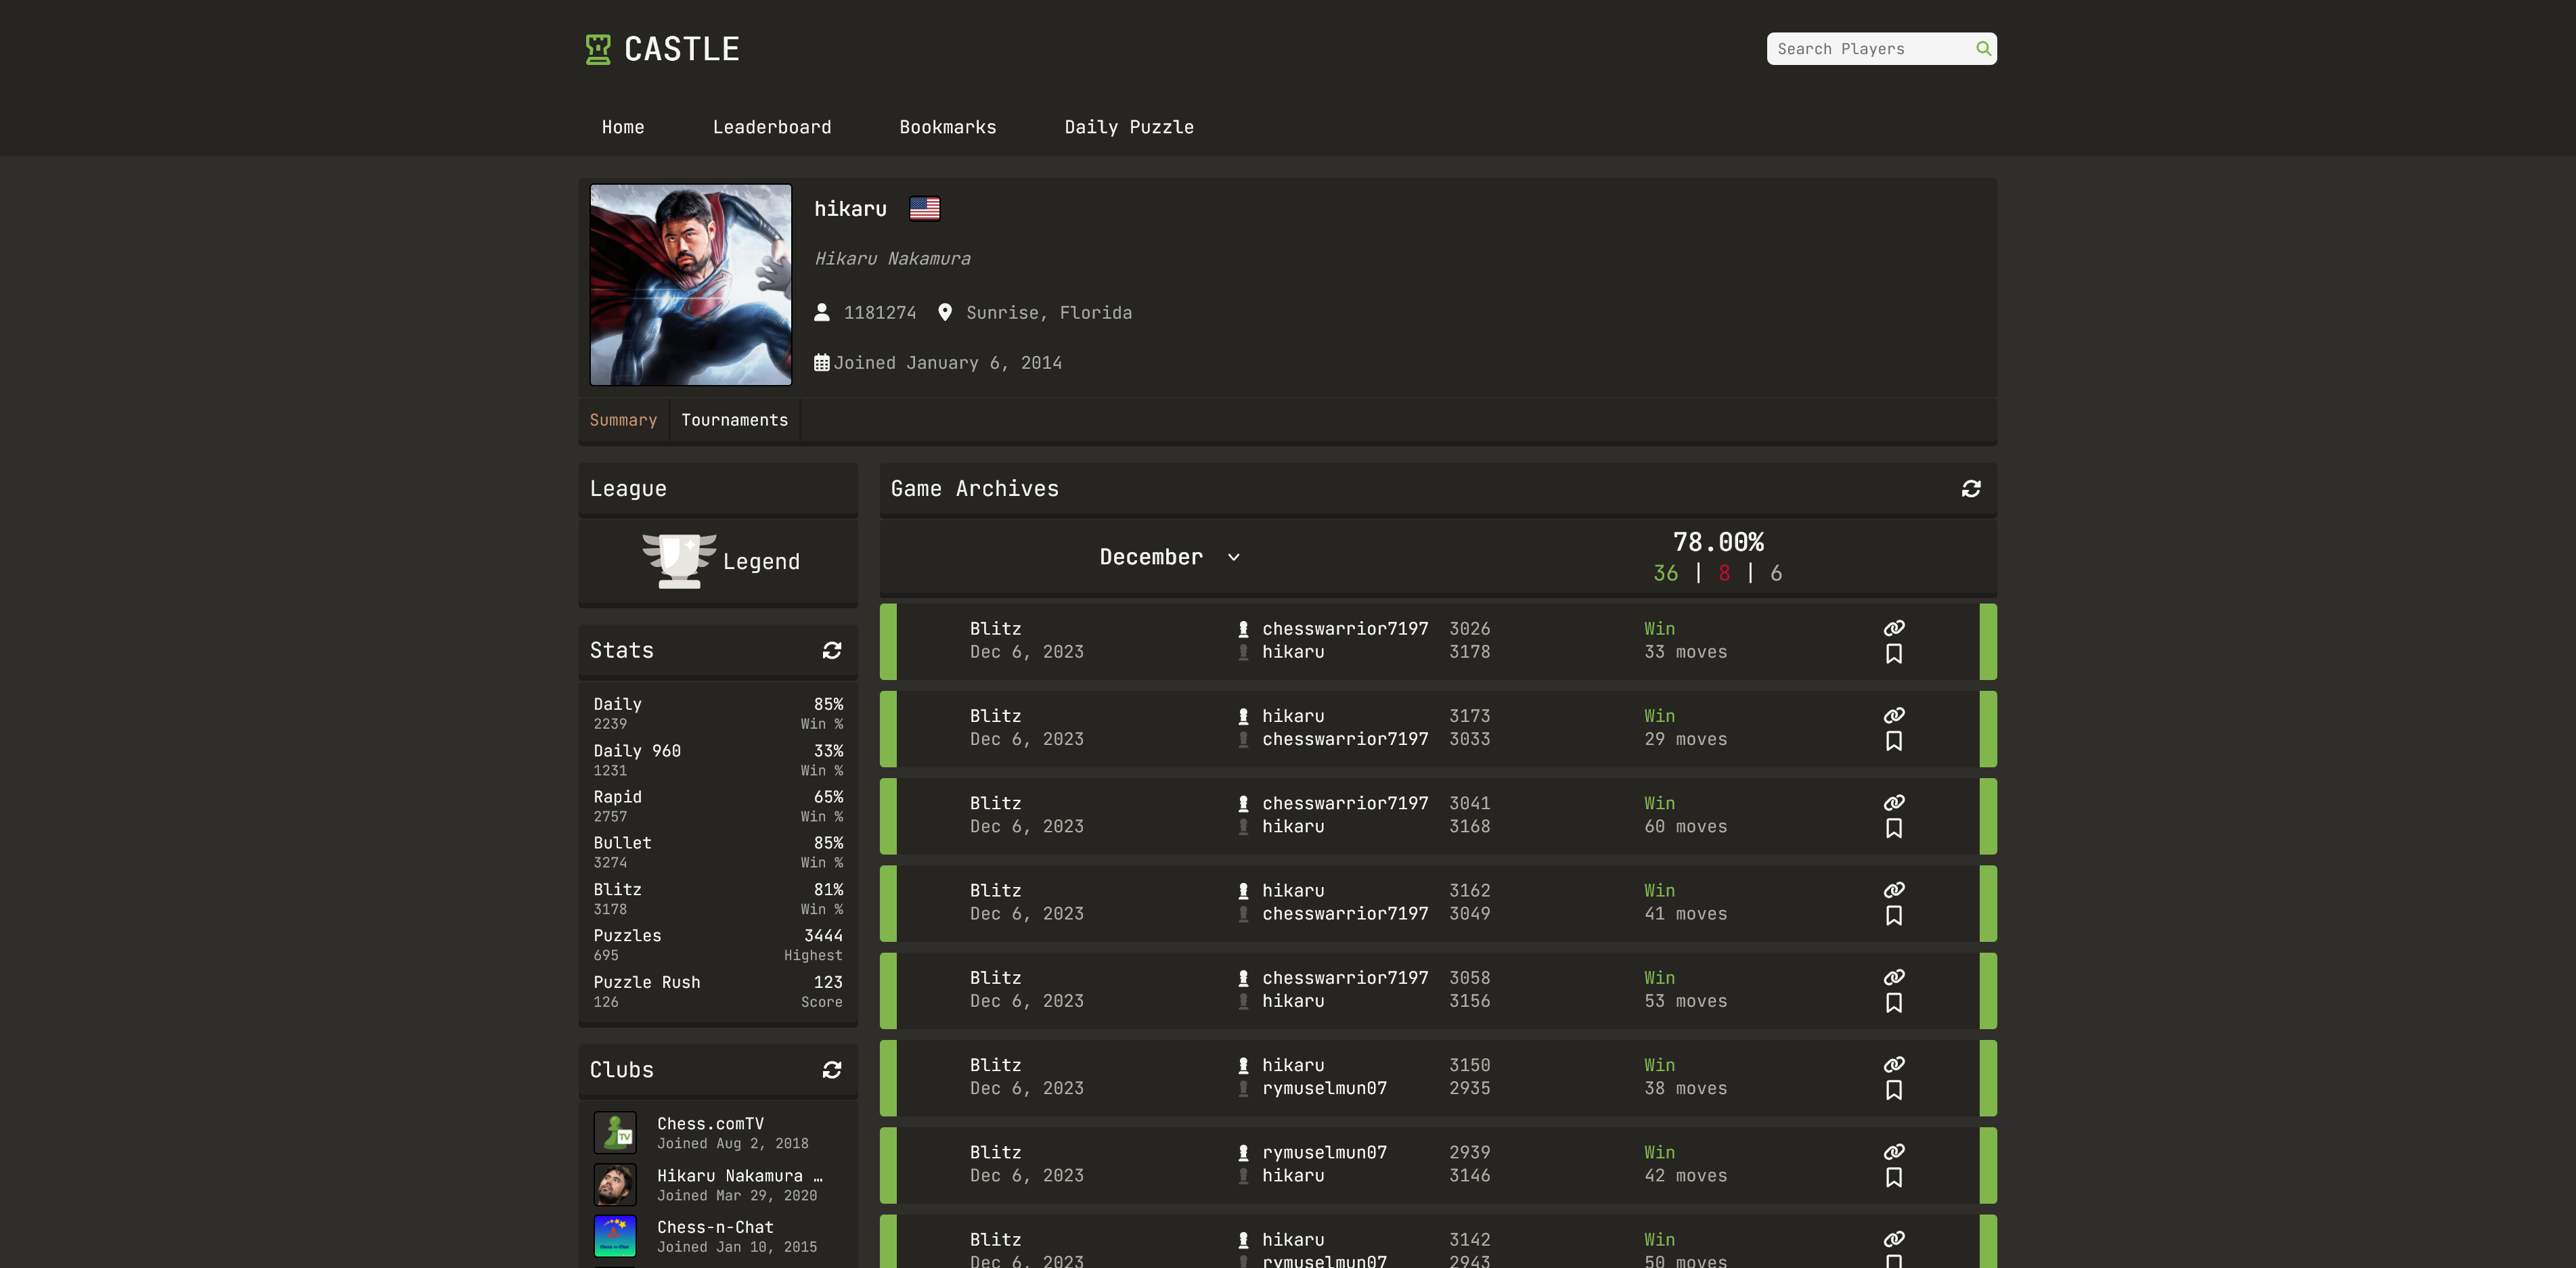 CASTLE
Search Players
Home Leaderboard Bookmarks Daily Puzzle
hikaru
Hikaru Nakamura
1181274 Sunrise, Florida
Joined January 6, 2014
Summary Tournaments
League
Legend
Stats
Daily 85%
2239 Win %
Daily 960 33%
1231 Win %
Rapid 65%
2757 Win %
Bullet 85%
3274 Win %
Blitz 81%
3178 Win %
Puzzles 3444
695 Highest
Puzzle Rush 123
126 Score
Clubs
TV
Chess.comTV
Joined Aug 2, 2018
Hikaru Nakamura …
Joined Mar 29, 2020
Chess-n-Chat
Chess-n-Chat
Joined Jan 10, 2015
Game Archives
December
78.00%
36 | 8 | 6
Blitz chesswarrior7197 3026 Win
Dec 6, 2023 hikaru 3178 33 moves
Blitz hikaru 3173 Win
Dec 6, 2023 chesswarrior7197 3033 29 moves
Blitz chesswarrior7197 3041 Win
Dec 6, 2023 hikaru 3168 60 moves
Blitz hikaru 3162 Win
Dec 6, 2023 chesswarrior7197 3049 41 moves
Blitz chesswarrior7197 3058 Win
Dec 6, 2023 hikaru 3156 53 moves
Blitz hikaru 3150 Win
Dec 6, 2023 rymuselmun07 2935 38 moves
Blitz rymuselmun07 2939 Win
Dec 6, 2023 hikaru 3146 42 moves
Blitz hikaru 3142 Win
Dec 6, 2023 rymuselmun07 2943 50 moves